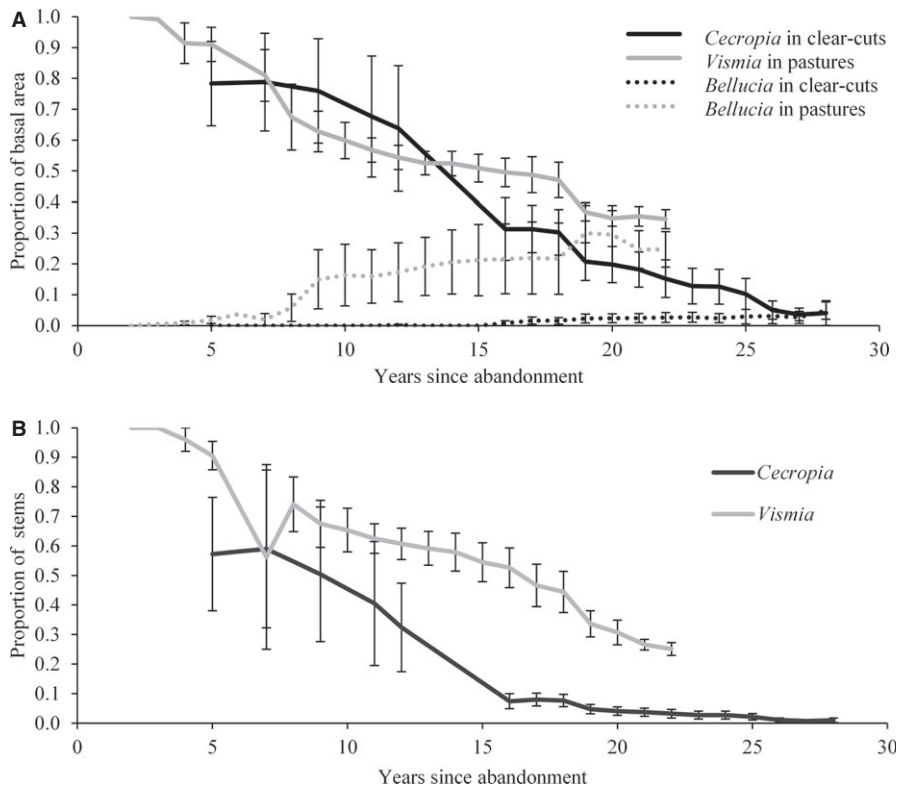 A
Proportion of basal area
1.0
0.9
0.8
0.7
0.6
0.5
0.4
0.3
0.2
0.1
0.0
0 5 10 15 20 25 30
Years since abandonment
Cecropia in clear-cuts
Vismia in pastures
Bellucia in clear-cuts
Bellucia in pastures
B
Proportion of stems
1.0
0.9
0.8
0.7
0.6
0.5
0.4
0.3
0.2
0.1
0.0
0 5 10 15 20 25 30
Years since abandonment
Cecropia
Vismia